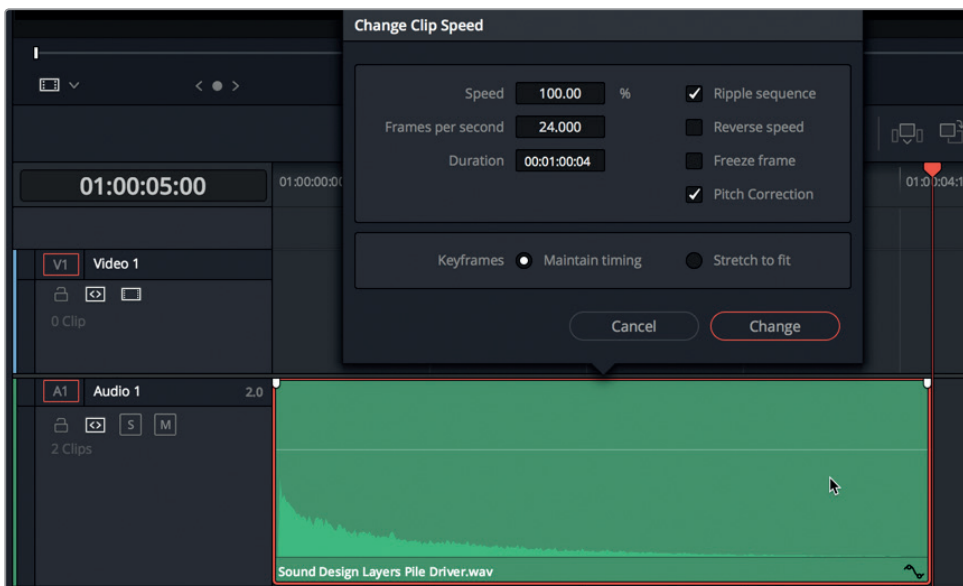 Change Clip Speed
Speed 100.00 %
Ripple sequence
Frames per second 24.000
Reverse speed
Duration 00:01:00:04
Freeze frame
Pitch Correction
Keyframes Maintain timing Stretch to fit
Cancel Change
01:00:05:00
01:00:00:00
01:00:04:1
V1 Video 1
0 Clip
A1 Audio 1 2.0
S M
2 Clips
Sound Design Layers Pile Driver.wav